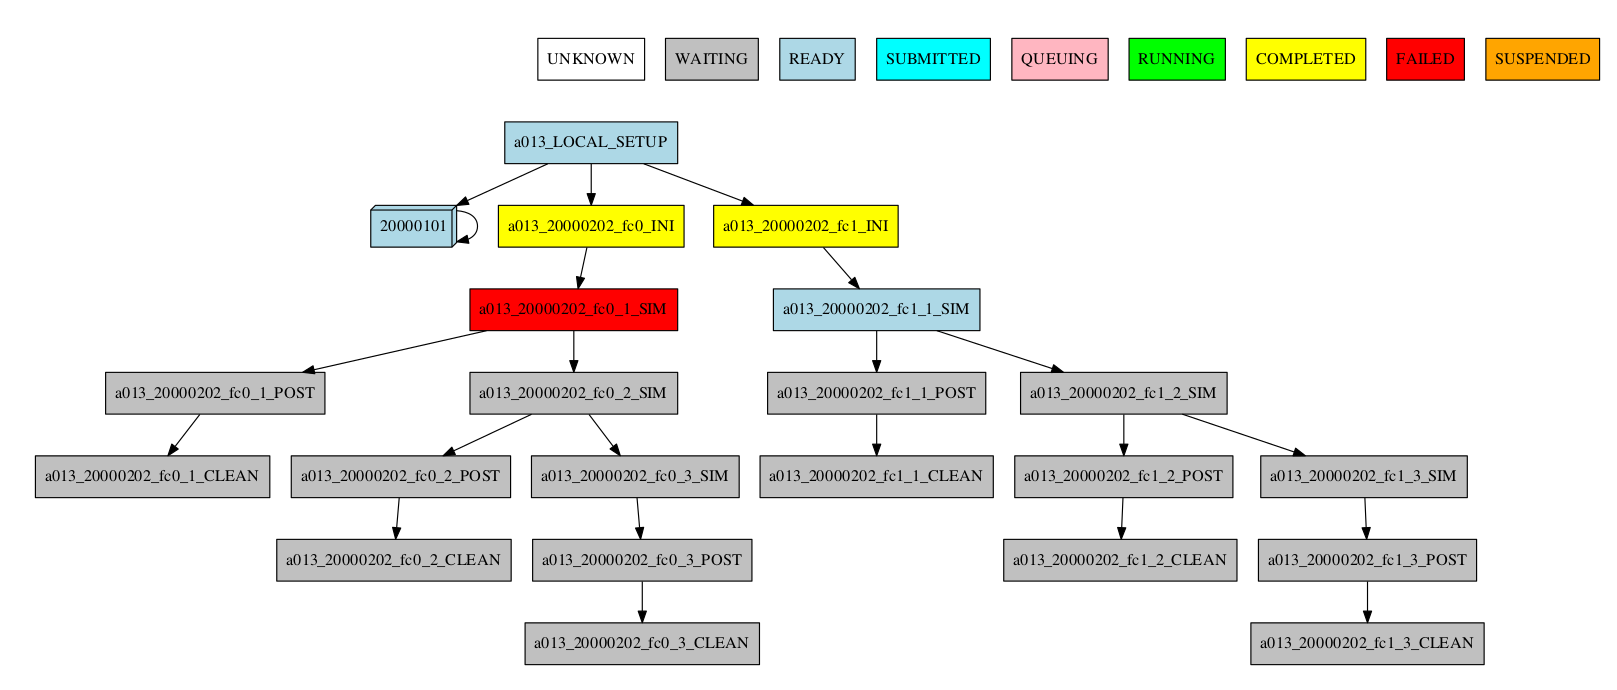 UNKNOWN WAITING READY SUBMITTED QUEUING RUNNING COMPLETED FAILED SUSPENDED
a013_LOCAL_SETUP
20000101 a013_20000202_fc0_INI a013_20000202_fc1_INI
a013_20000202_fc0_1_SIM a013_20000202_fc1_1_SIM
a013_20000202_fc0_1_POST a013_20000202_fc0_2_SIM a013_20000202_fc1_1_POST a013_20000202_fc1_2_SIM
a013_20000202_fc0_1_CLEAN a013_20000202_fc0_2_POST a013_20000202_fc0_3_SIM a013_20000202_fc1_1_CLEAN a013_20000202_fc1_2_POST a013_20000202_fc1_3_SIM
a013_20000202_fc0_2_CLEAN a013_20000202_fc0_3_POST a013_20000202_fc1_2_CLEAN a013_20000202_fc1_3_POST
a013_20000202_fc0_3_CLEAN a013_20000202_fc1_3_CLEAN